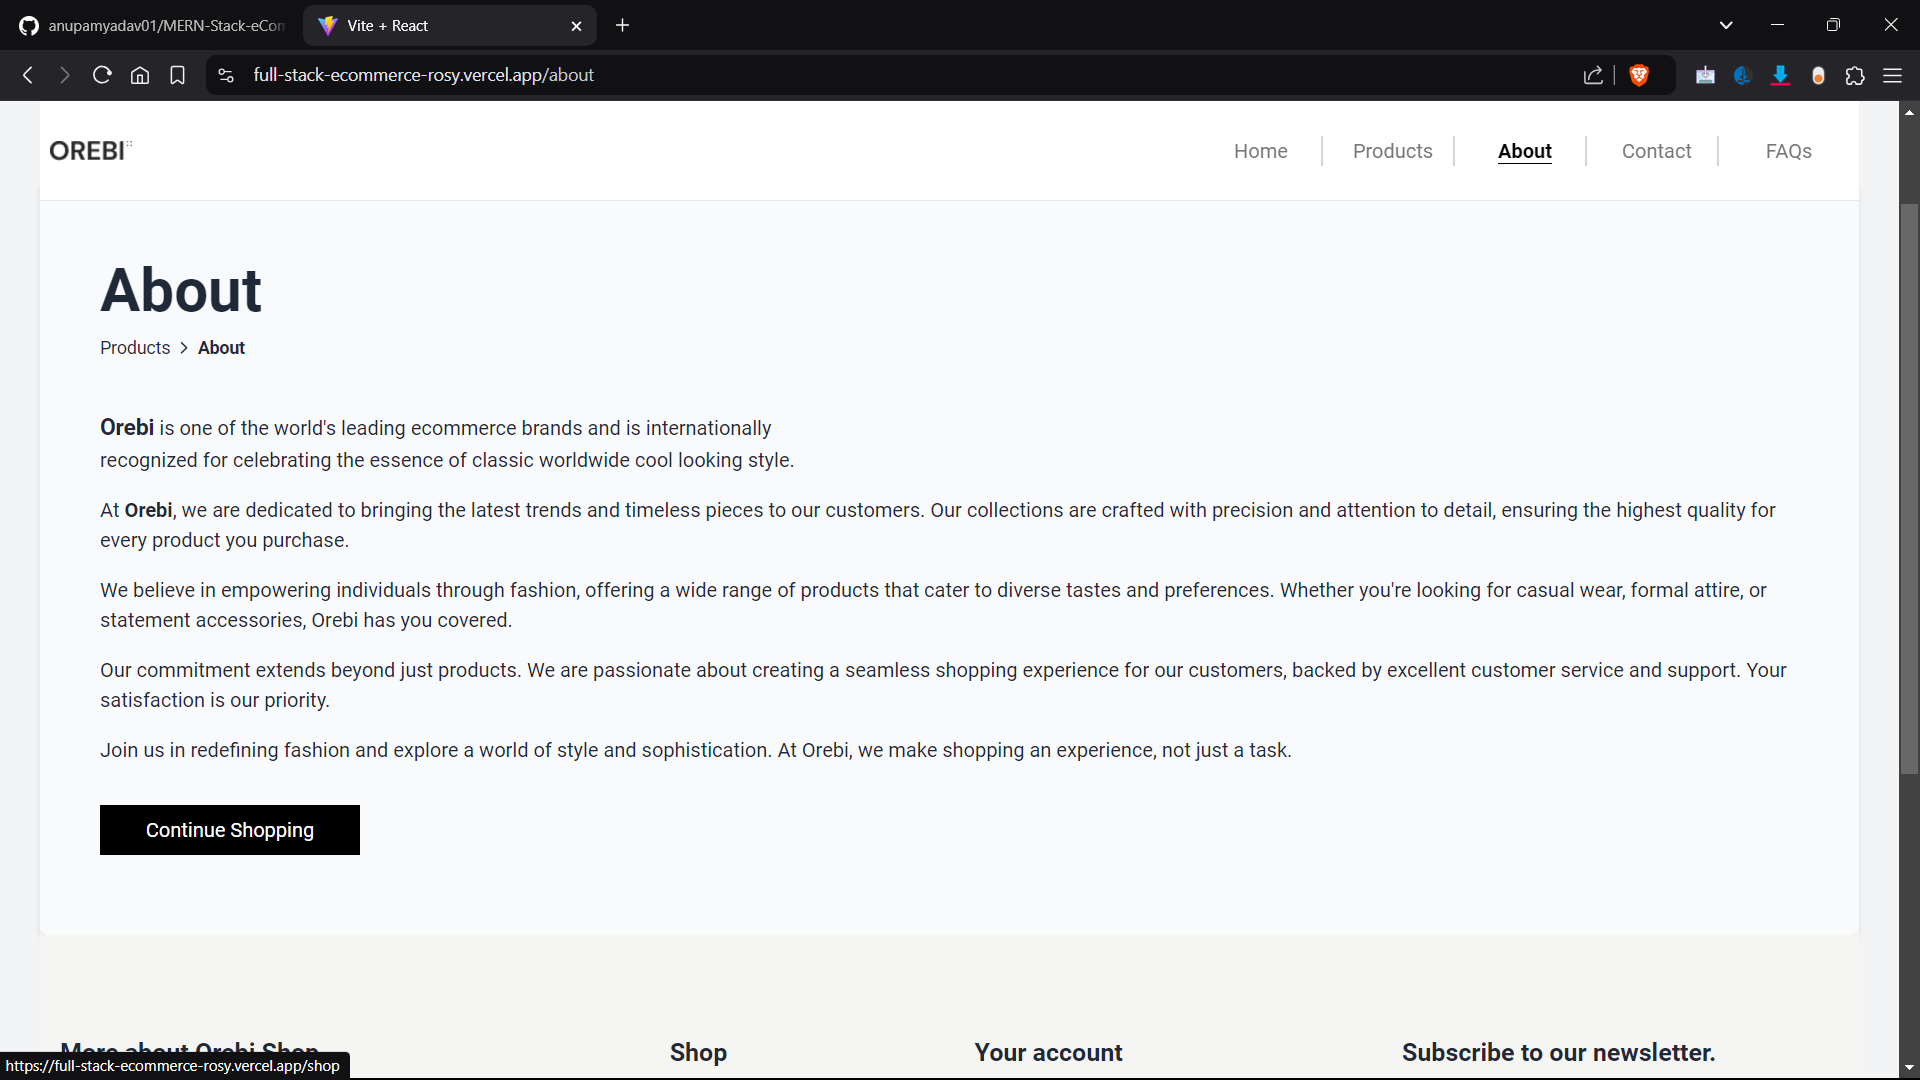 anupamyadav01/MERN-Stack-eCom
Vite + React
full-stack-ecommerce-rosy.vercel.app/about
OREBI
Home
Products
About
Contact
FAQs
About
Products > About
Orebi is one of the world's leading ecommerce brands and is internationally
recognized for celebrating the essence of classic worldwide cool looking style.
At Orebi, we are dedicated to bringing the latest trends and timeless pieces to our customers. Our collections are crafted with precision and attention to detail, ensuring the highest quality for
every product you purchase.
We believe in empowering individuals through fashion, offering a wide range of products that cater to diverse tastes and preferences. Whether you're looking for casual wear, formal attire, or
statement accessories, Orebi has you covered.
Our commitment extends beyond just products. We are passionate about creating a seamless shopping experience for our customers, backed by excellent customer service and support. Your
satisfaction is our priority.
Join us in redefining fashion and explore a world of style and sophistication. At Orebi, we make shopping an experience, not just a task.
Continue Shopping
More about Orebi Shop
Shop
Your account
Subscribe to our newsletter.
https://full-stack-ecommerce-rosy.vercel.app/shop